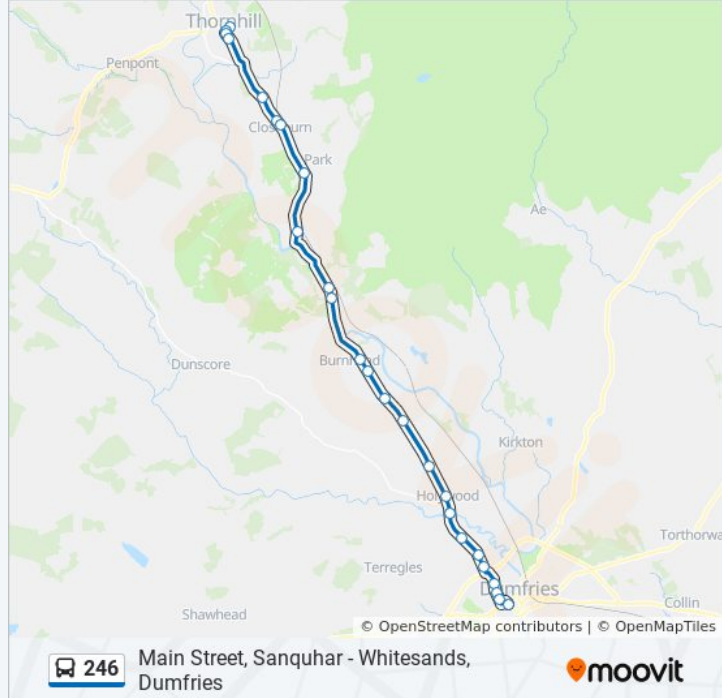 Thornhill
Penpont
Closeburn
Park
Ae
Dunscore
Burnhead
Kirkton
Holywood
Torthorwa
Terregles
Dumfries
Collin
Shawhead
© OpenStreetMap contributors | © OpenMapTiles
246
Main Street, Sanquhar - Whitesands,
Dumfries
moovit